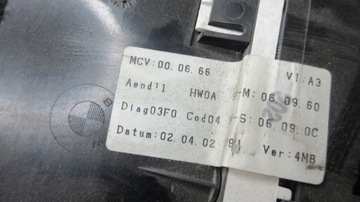 MCV:00.06.66 V1:A3
Aend11 HW0A -M:06.09.60
Diag03F0 Cod04 -S:06.09.0C
Datum:02.04.02 Ver:4MB